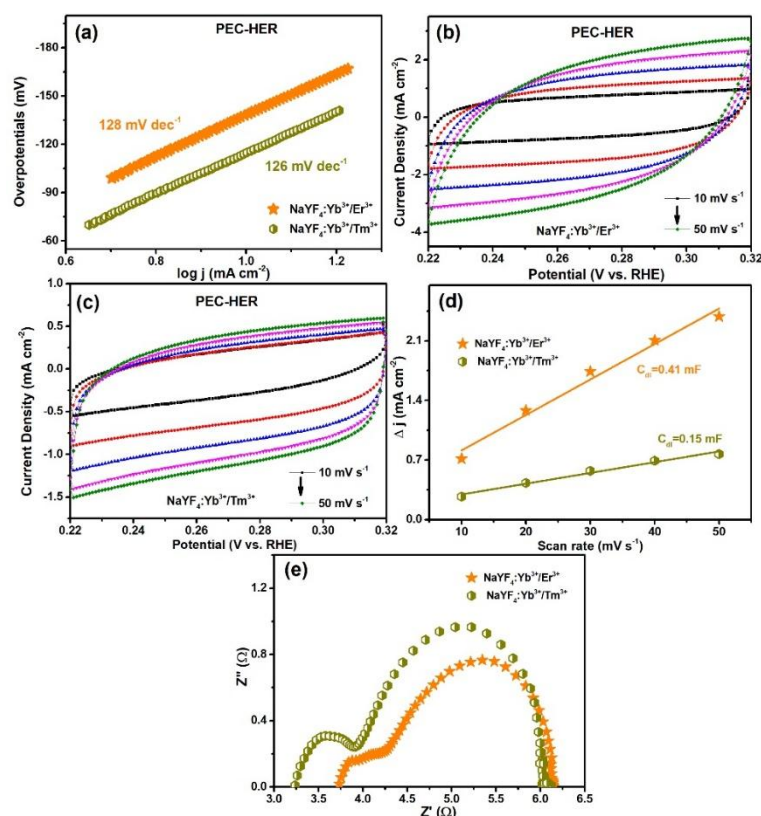 (a)
PEC-HER
Overpotentials (mV)
-180
-150
-120
-90
-60
128 mV dec⁻¹
126 mV dec⁻¹
NaYF₄:Yb³⁺/Er³⁺
NaYF₄:Yb³⁺/Tm³⁺
0.6 0.8 1.0 1.2
log j (mA cm⁻²)
(b)
PEC-HER
Current Density (mA cm⁻²)
2
0
-2
-4
10 mV s⁻¹
NaYF₄:Yb³⁺/Er³⁺
50 mV s⁻¹
0.22 0.24 0.26 0.28 0.30 0.32
Potential (V vs. RHE)
(c)
PEC-HER
Current Density (mA cm⁻²)
1.0
0.5
0.0
-0.5
-1.0
-1.5
10 mV s⁻¹
NaYF₄:Yb³⁺/Tm³⁺
50 mV s⁻¹
0.22 0.24 0.26 0.28 0.30 0.32
Potential (V vs. RHE)
(d)
Δ j (mA cm⁻²)
2.1
1.4
0.7
0.0
NaYF₄:Yb³⁺/Er³⁺
NaYF₄:Yb³⁺/Tm³⁺
C_dl=0.41 mF
C_dl=0.15 mF
10 20 30 40 50
Scan rate (mV s⁻¹)
(e)
Z'' (Ω)
1.2
0.8
0.4
0.0
NaYF₄:Yb³⁺/Er³⁺
NaYF₄:Yb³⁺/Tm³⁺
3.0 3.5 4.0 4.5 5.0 5.5 6.0 6.5
Z' (Ω)